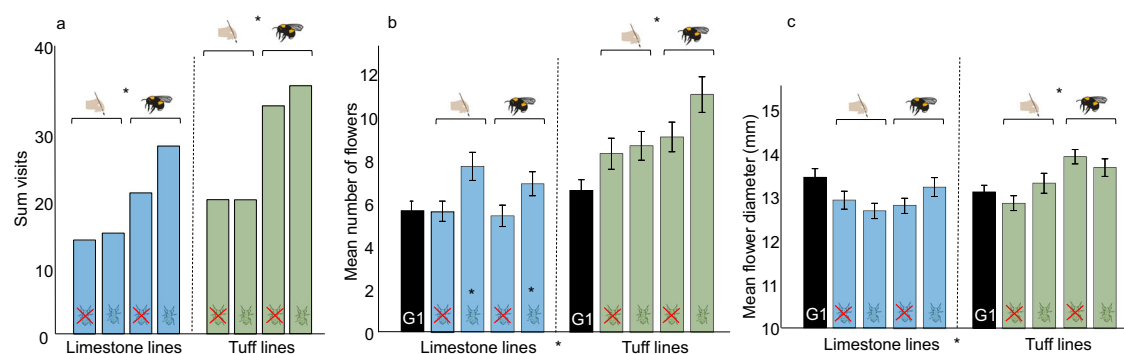 a
Sum visits
40
30
20
10
0
*
*
Limestone lines
Tuff lines
b
Mean number of flowers
12
10
8
6
4
2
0
*
G1
*
*
G1
Limestone lines *
Tuff lines
c
Mean flower diameter (mm)
15
14
13
12
11
10
*
G1
G1
Limestone lines *
Tuff lines